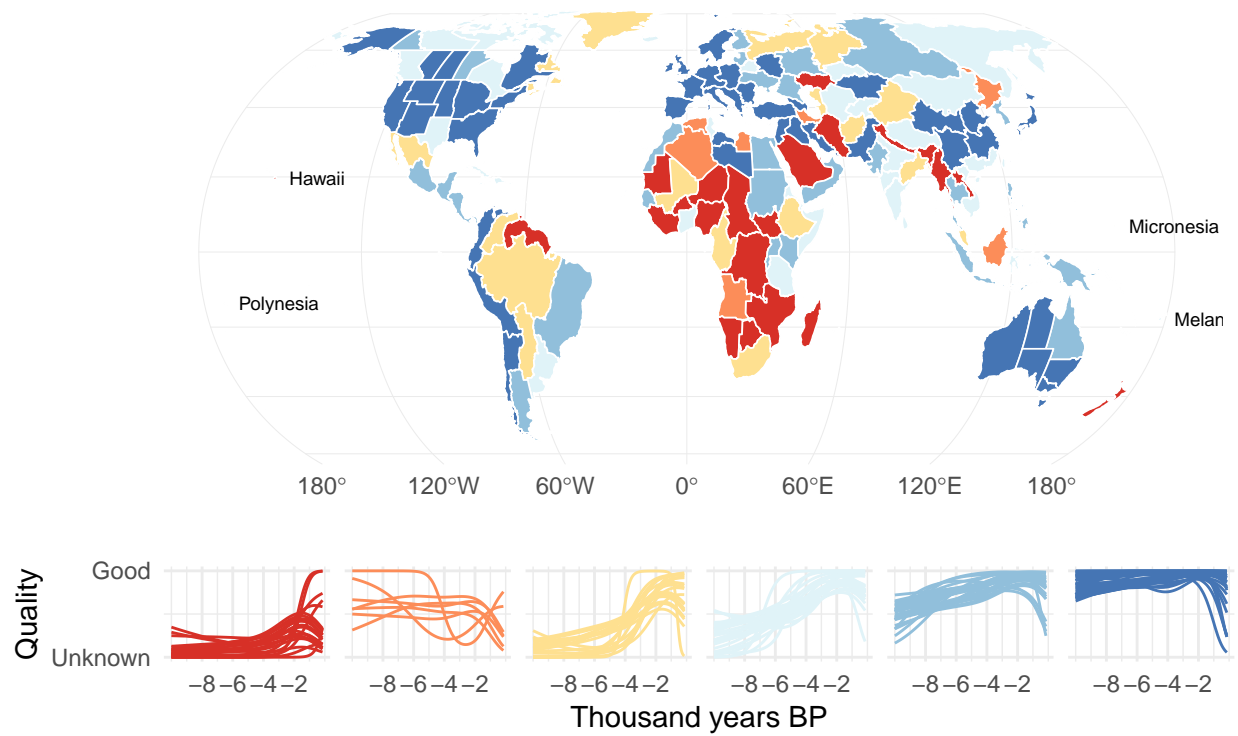 Hawaii
Micronesia
Polynesia
Melan
180° 120°W 60°W 0° 60°E 120°E 180°
Quality
Good
Unknown
−8 −6 −4 −2 −8 −6 −4 −2 −8 −6 −4 −2 −8 −6 −4 −2 −8 −6 −4 −2 −8 −6 −4 −2
Thousand years BP